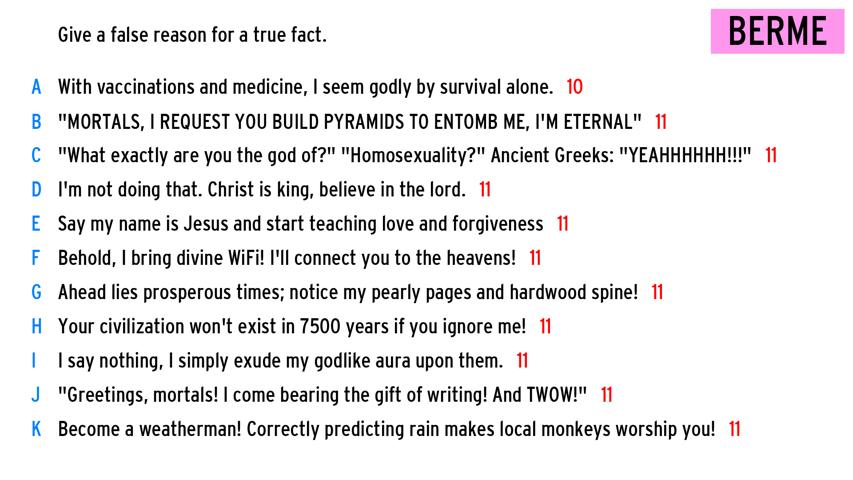 Give a false reason for a true fact.
BERME
A With vaccinations and medicine, I seem godly by survival alone. 10
B "MORTALS, I REQUEST YOU BUILD PYRAMIDS TO ENTOMB ME, I'M ETERNAL" 11
C "What exactly are you the god of?" "Homosexuality?" Ancient Greeks: "YEAHHHHHH!!!" 11
D I'm not doing that. Christ is king, believe in the lord. 11
E Say my name is Jesus and start teaching love and forgiveness 11
F Behold, I bring divine WiFi! I'll connect you to the heavens! 11
G Ahead lies prosperous times; notice my pearly pages and hardwood spine! 11
H Your civilization won't exist in 7500 years if you ignore me! 11
I I say nothing, I simply exude my godlike aura upon them. 11
J "Greetings, mortals! I come bearing the gift of writing! And TWOW!" 11
K Become a weatherman! Correctly predicting rain makes local monkeys worship you! 11